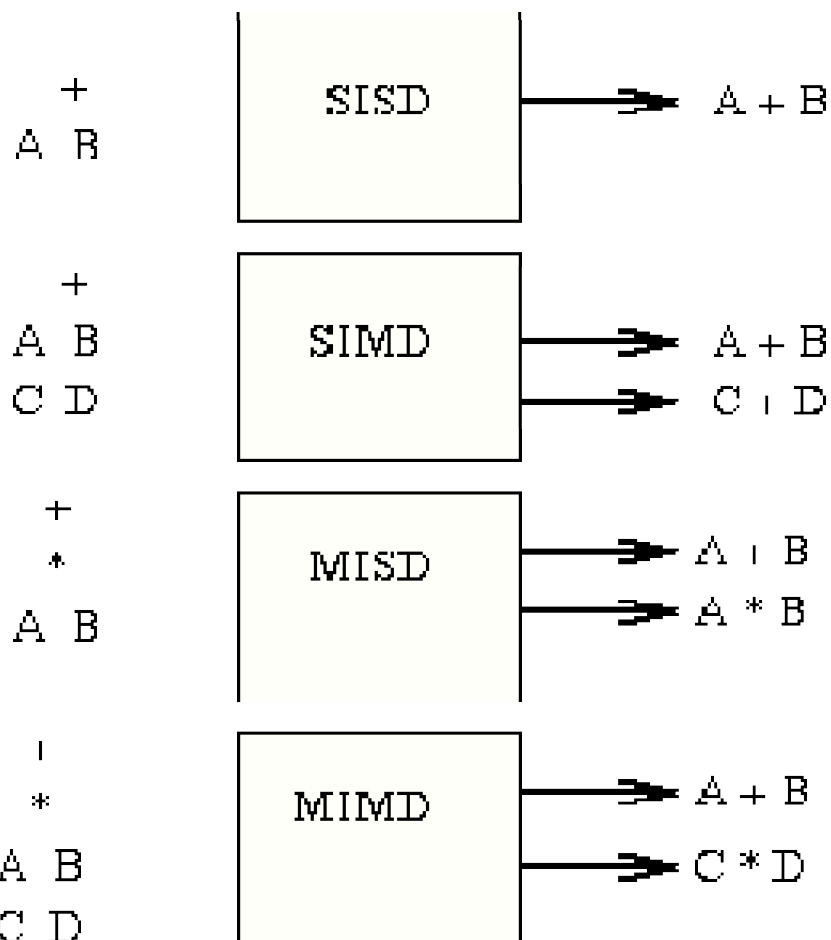 +
A B
SISD
A + B
+
A B
C D
SIMD
A + B
C + D
+
*
A B
MISD
A + B
A * B
+
*
A B
C D
MIMD
A + B
C * D